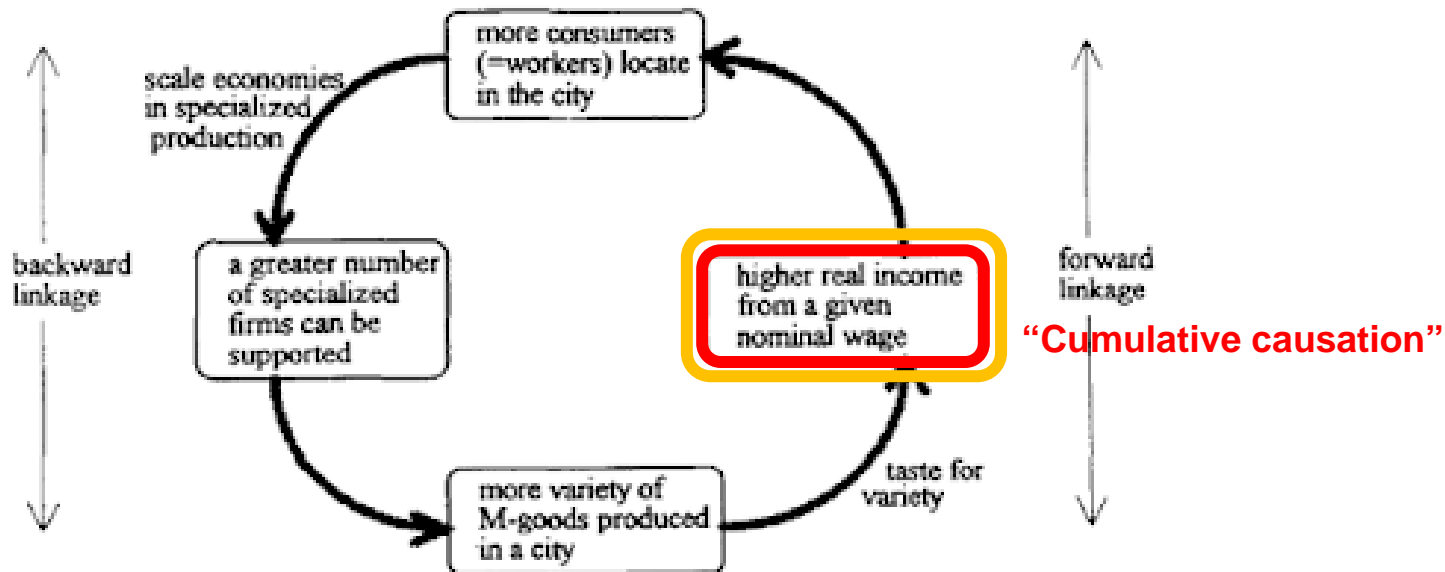 more consumers
(=workers) locate
in the city
scale economies
in specialized
production
backward
linkage
a greater number
of specialized
firms can be
supported
higher real income
from a given
nominal wage
forward
linkage
“Cumulative causation”
taste for
variety
more variety of
M-goods produced
in a city